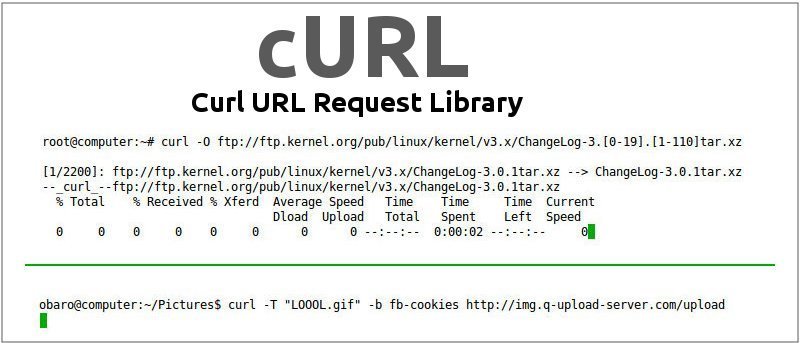 cURL
Curl URL Request Library
root@computer:~# curl -O ftp://ftp.kernel.org/pub/linux/kernel/v3.x/ChangeLog-3.[0-19].[1-110]tar.xz
[1/2200]: ftp://ftp.kernel.org/pub/linux/kernel/v3.x/ChangeLog-3.0.1tar.xz --> ChangeLog-3.0.1tar.xz
--_curl_--ftp://ftp.kernel.org/pub/linux/kernel/v3.x/ChangeLog-3.0.1tar.xz
% Total % Received % Xferd Average Speed Time Time Time Current
Dload Upload Total Spent Left Speed
0 0 0 0 0 0 0 0 --:--:-- 0:00:02 --:--:-- 0
obaro@computer:~/Pictures$ curl -T "LOOOL.gif" -b fb-cookies http://img.q-upload-server.com/upload